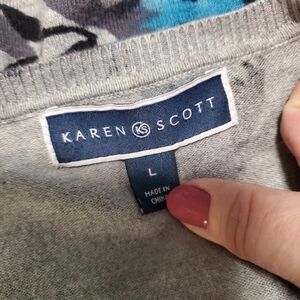 KAREN KS SCOTT
L
MADE IN
CHINA